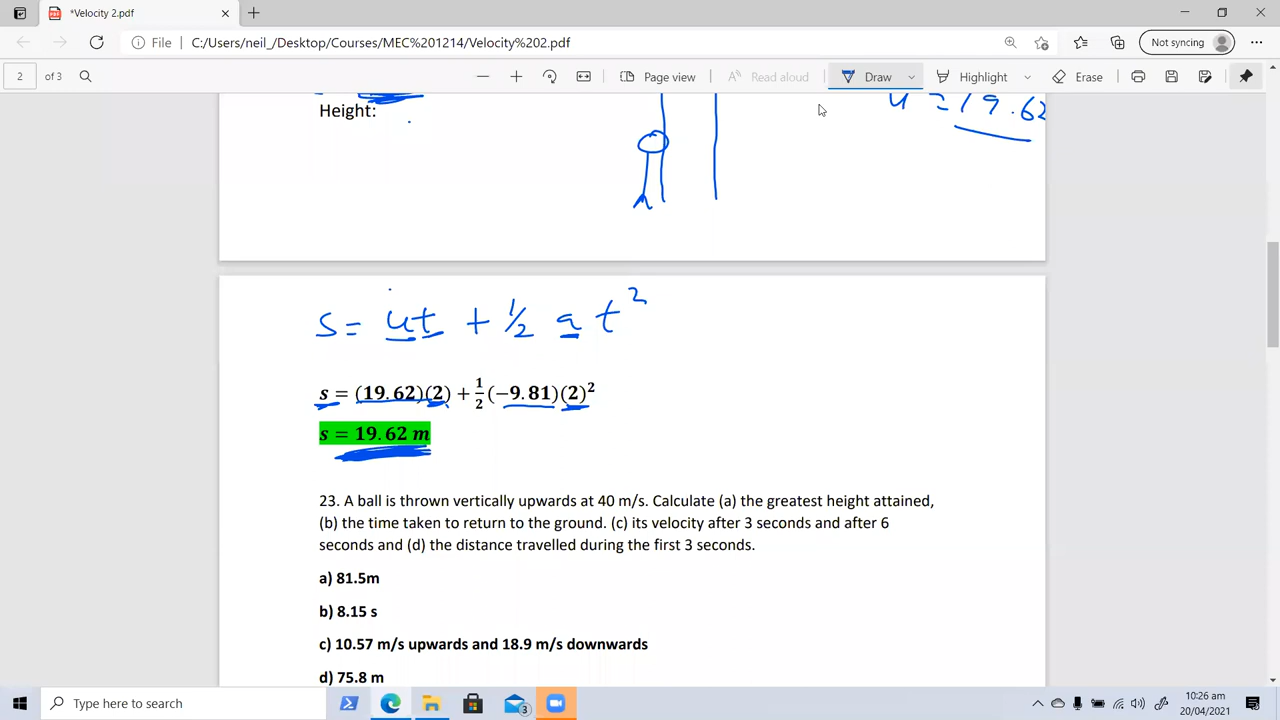 *Velocity 2.pdf
File
C:/Users/neil_/Desktop/Courses/MEC%201214/Velocity%202.pdf
Not syncing
2
of 3
Page view
Read aloud
Draw
Highlight
Erase
u = 19.62
Height:
s = ut + 1/2 a t²
s = (19.62)(2) + 1/2(−9.81)(2)²
s = 19.62 m
23. A ball is thrown vertically upwards at 40 m/s. Calculate (a) the greatest height attained,
(b) the time taken to return to the ground. (c) its velocity after 3 seconds and after 6
seconds and (d) the distance travelled during the first 3 seconds.
a) 81.5m
b) 8.15 s
c) 10.57 m/s upwards and 18.9 m/s downwards
d) 75.8 m
Type here to search
3
10:26 am
20/04/2021